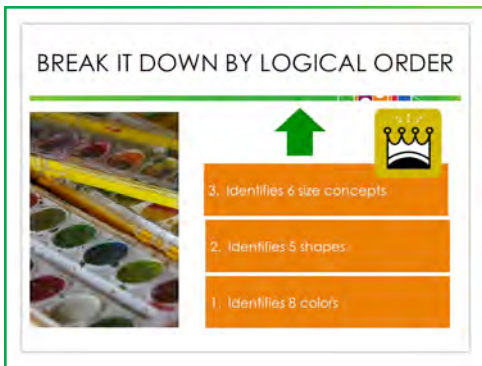 BREAK IT DOWN BY LOGICAL ORDER
3. Identifies 6 size concepts
2. Identifies 5 shapes
1. Identifies 8 colors